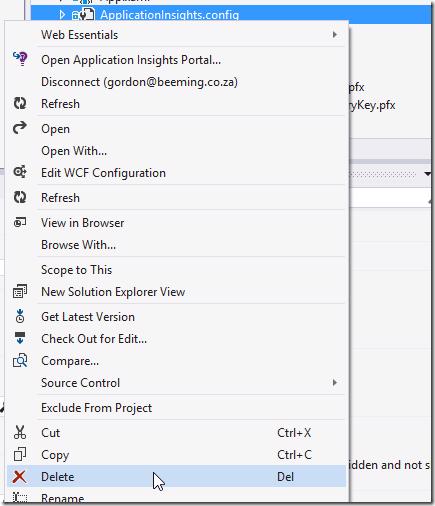 ApplicationInsights.config
Web Essentials
Open Application Insights Portal...
Disconnect (gordon@beeming.co.za)
Refresh
Open
.pfx
Open With...
ryKey.pfx
Edit WCF Configuration
Refresh
View in Browser
Browse With...
Scope to This
New Solution Explorer View
Get Latest Version
Check Out for Edit...
Compare...
Source Control
Exclude From Project
Cut Ctrl+X
Copy Ctrl+C
idden and not s
Delete Del
Rename